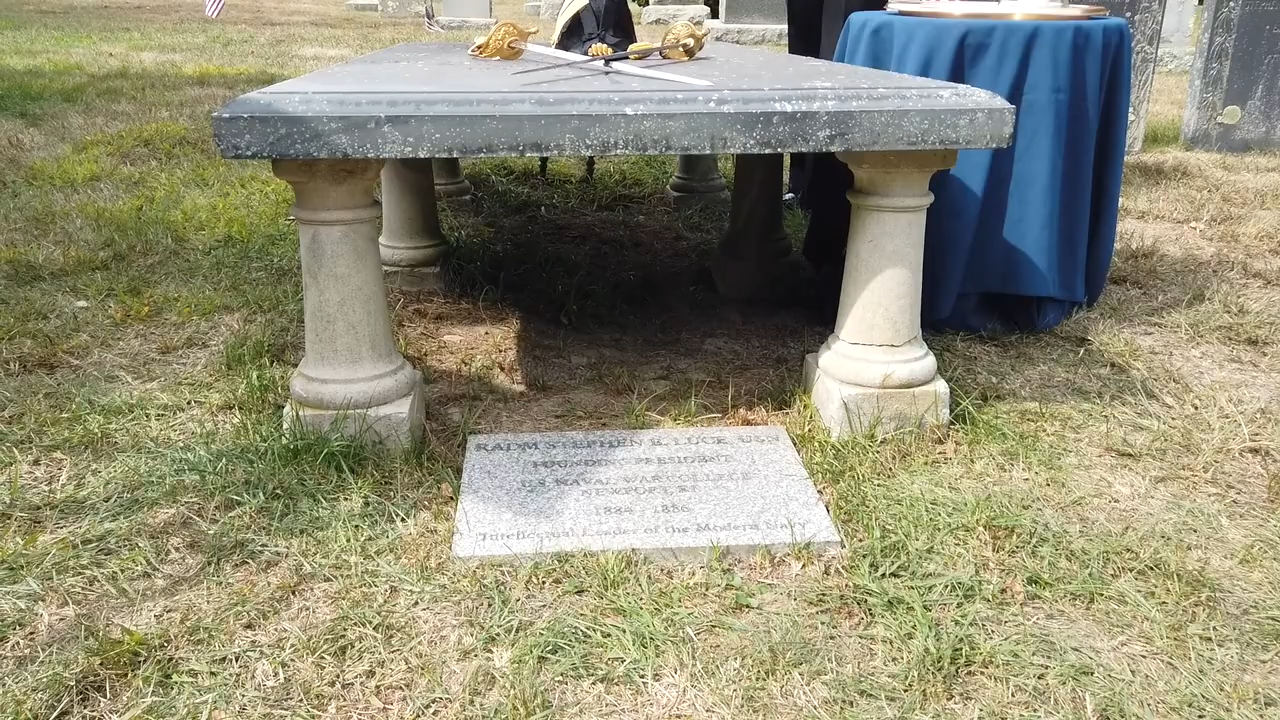 RADM STEPHEN B. LUCE, USN
FOUNDING PRESIDENT
U.S. NAVAL WAR COLLEGE
NEWPORT, RI
1884 - 1886
"Intellectual Leader of the Modern Navy"